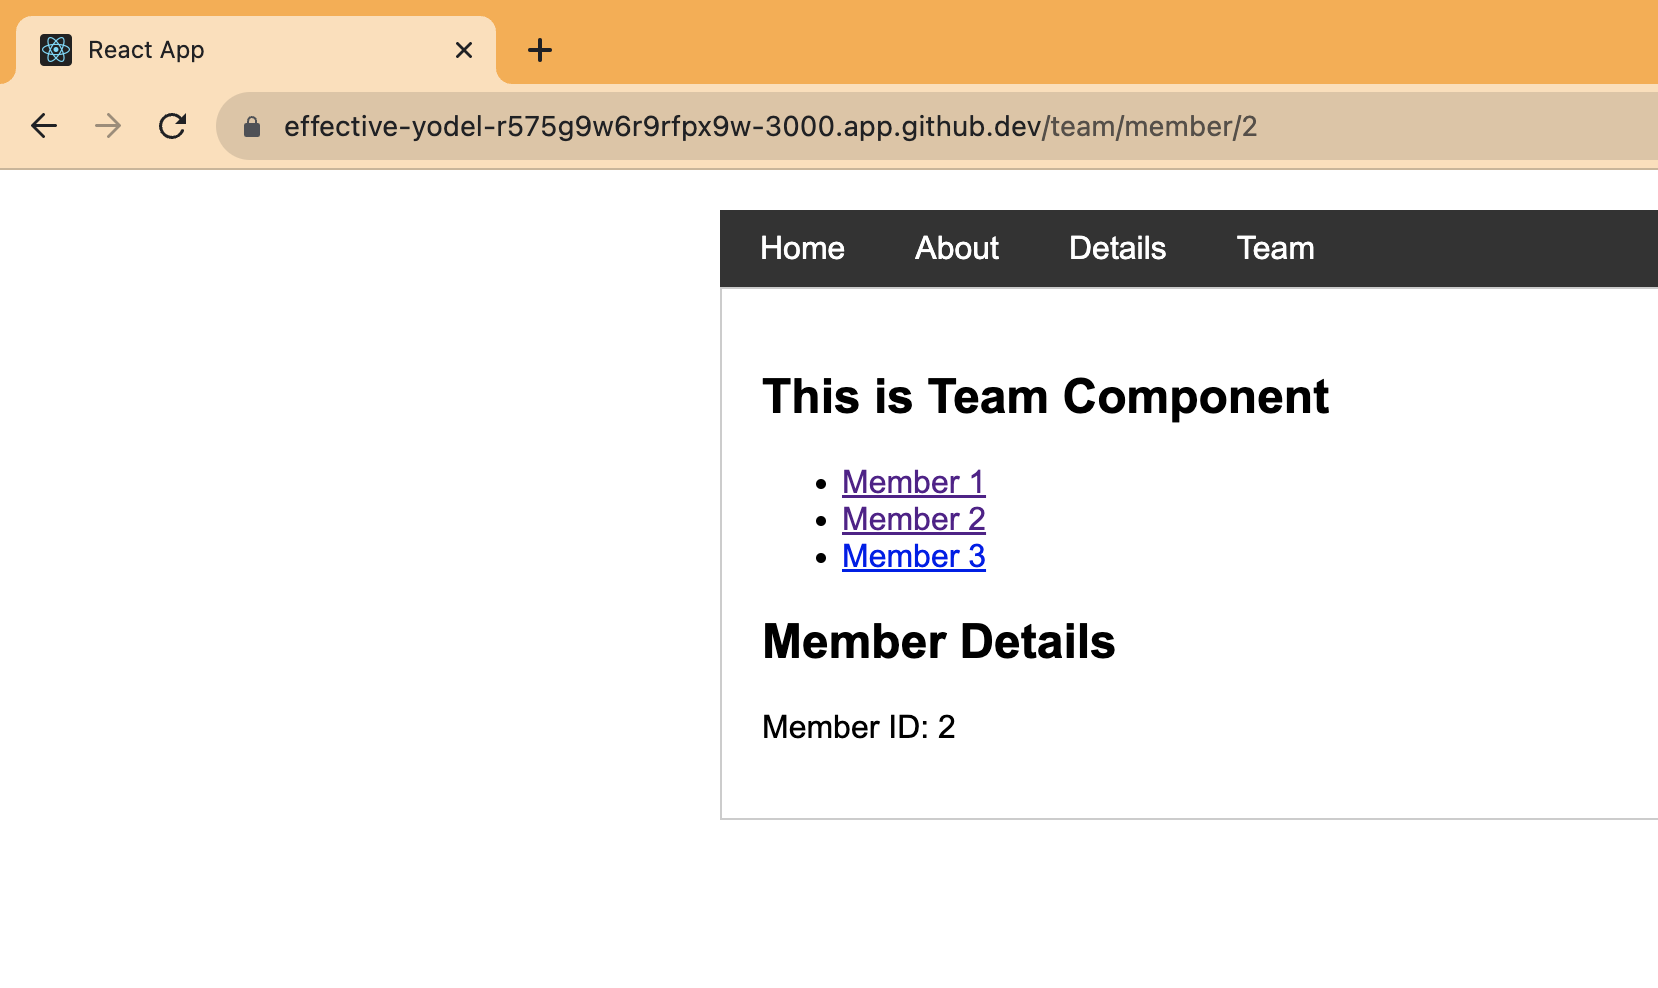 React App
effective-yodel-r575g9w6r9rfpx9w-3000.app.github.dev/team/member/2
Home About Details Team
This is Team Component
Member 1
Member 2
Member 3
Member Details
Member ID: 2